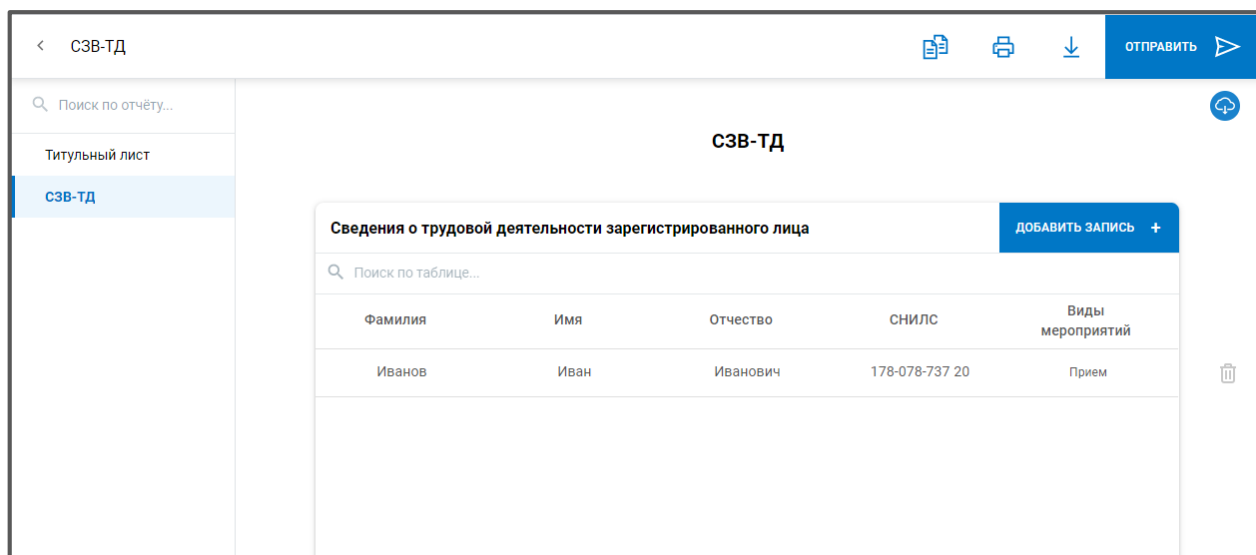 СЗВ-ТД
ОТПРАВИТЬ
Поиск по отчёту...
Титульный лист
СЗВ-ТД
СЗВ-ТД
Сведения о трудовой деятельности зарегистрированного лица
ДОБАВИТЬ ЗАПИСЬ +
Поиск по таблице...
Фамилия Имя Отчество СНИЛС Виды
мероприятий
Иванов Иван Иванович 178-078-737 20 Прием